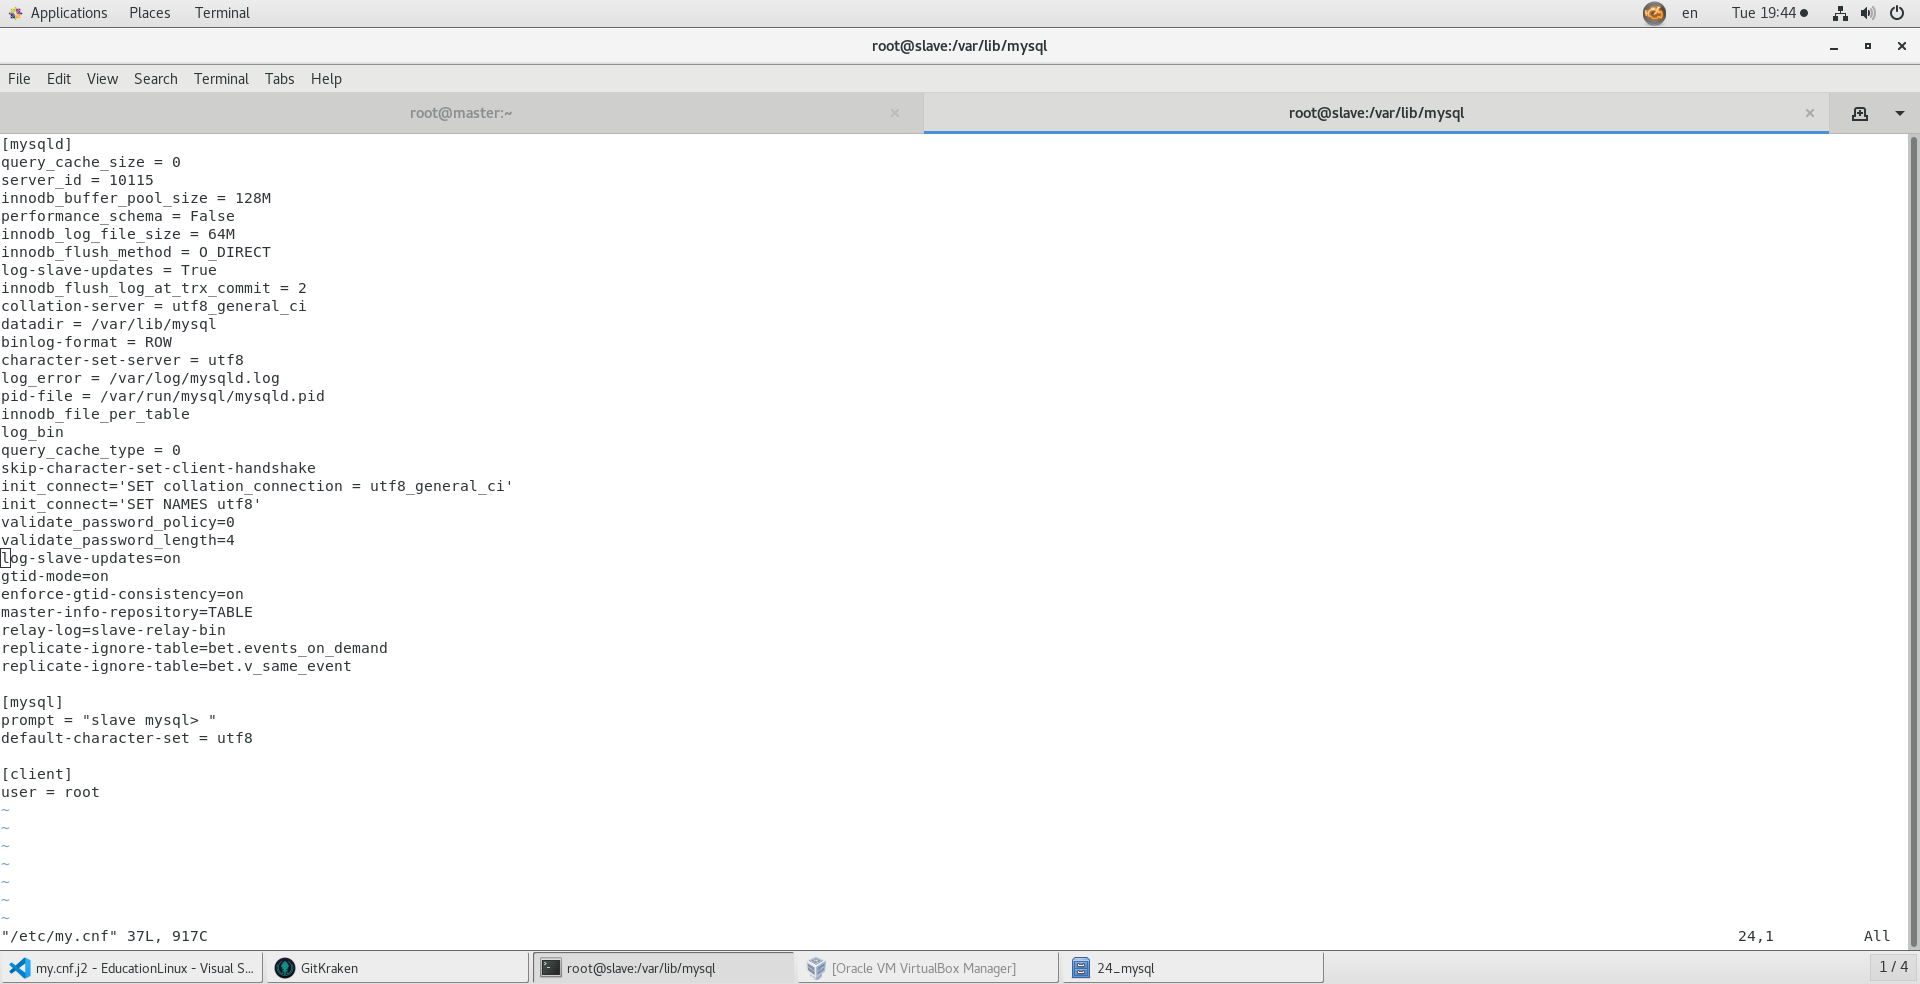 Applications Places Terminal en Tue 19:44
root@slave:/var/lib/mysql
File Edit View Search Terminal Tabs Help
root@master:~ root@slave:/var/lib/mysql
[mysqld]
query_cache_size = 0
server_id = 10115
innodb_buffer_pool_size = 128M
performance_schema = False
innodb_log_file_size = 64M
innodb_flush_method = O_DIRECT
log-slave-updates = True
innodb_flush_log_at_trx_commit = 2
collation-server = utf8_general_ci
datadir = /var/lib/mysql
binlog-format = ROW
character-set-server = utf8
log_error = /var/log/mysqld.log
pid-file = /var/run/mysql/mysqld.pid
innodb_file_per_table
log_bin
query_cache_type = 0
skip-character-set-client-handshake
init_connect='SET collation_connection = utf8_general_ci'
init_connect='SET NAMES utf8'
validate_password_policy=0
validate_password_length=4
log-slave-updates=on
gtid-mode=on
enforce-gtid-consistency=on
master-info-repository=TABLE
relay-log=slave-relay-bin
replicate-ignore-table=bet.events_on_demand
replicate-ignore-table=bet.v_same_event
[mysql]
prompt = "slave mysql> "
default-character-set = utf8
[client]
user = root
~
~
~
~
~
~
~
"/etc/my.cnf" 37L, 917C 24,1 All
my.cnf.j2 - EducationLinux - Visual S... GitKraken root@slave:/var/lib/mysql [Oracle VM VirtualBox Manager] 24_mysql 1 / 4